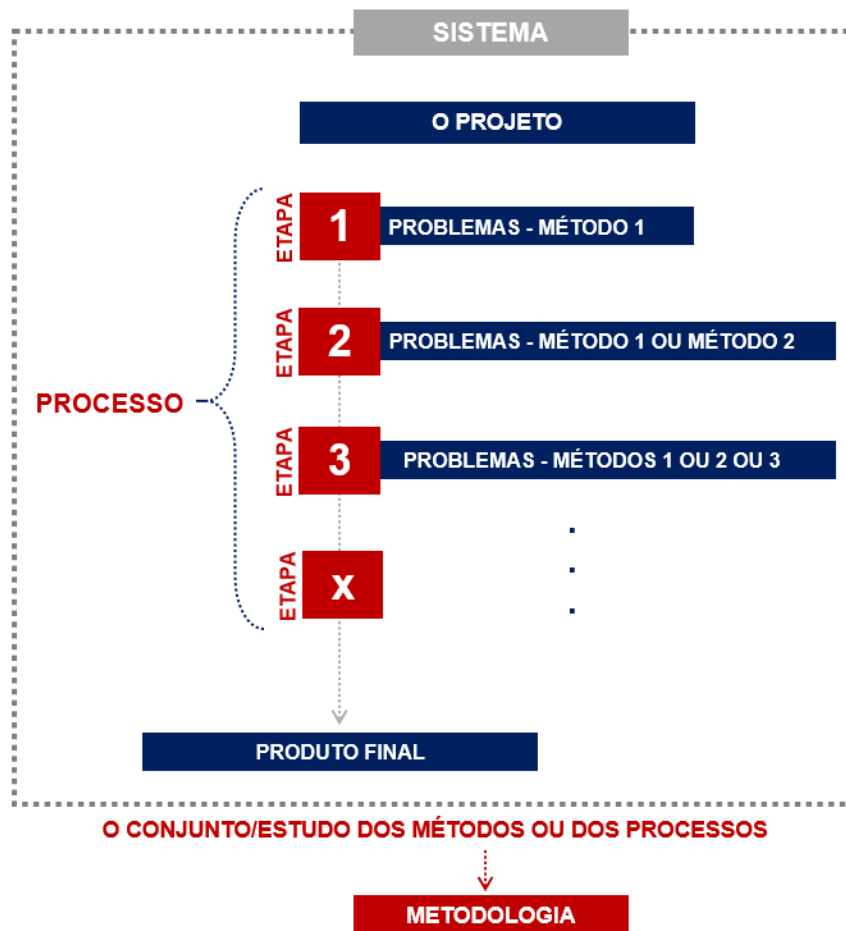 SISTEMA
O PROJETO
ETAPA
1
PROBLEMAS - MÉTODO 1
ETAPA
2
PROBLEMAS - MÉTODO 1 OU MÉTODO 2
PROCESSO
ETAPA
3
PROBLEMAS - MÉTODOS 1 OU 2 OU 3
ETAPA
X
PRODUTO FINAL
O CONJUNTO/ESTUDO DOS MÉTODOS OU DOS PROCESSOS
METODOLOGIA